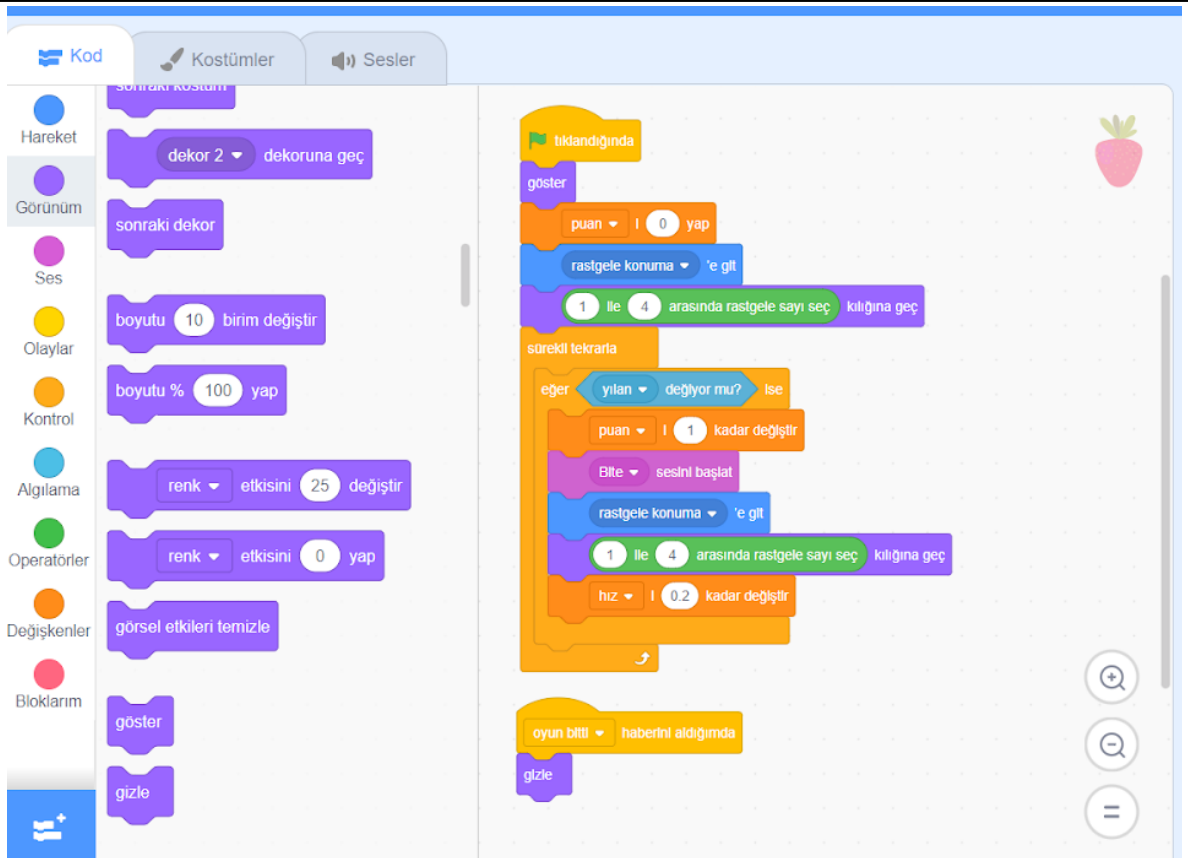 Kod
Kostümler
Sesler
Hareket
Görünüm
Ses
Olaylar
Kontrol
Algılama
Operatörler
Değişkenler
Bloklarım
sonraki kostüm
dekor 2 dekoruna geç
sonraki dekor
boyutu 10 birim değiştir
boyutu % 100 yap
renk etkisini 25 değiştir
renk etkisini 0 yap
görsel etkileri temizle
göster
gizle
tıklandığında
göster
puan ı 0 yap
rastgele konuma 'e git
1 ile 4 arasında rastgele sayı seç kılığına geç
sürekli tekrarla
eğer yılan değiyor mu? ise
puan ı 1 kadar değiştir
Bite sesini başlat
rastgele konuma 'e git
1 ile 4 arasında rastgele sayı seç kılığına geç
hız ı 0.2 kadar değiştir
oyun bitti haberini aldığımda
gizle